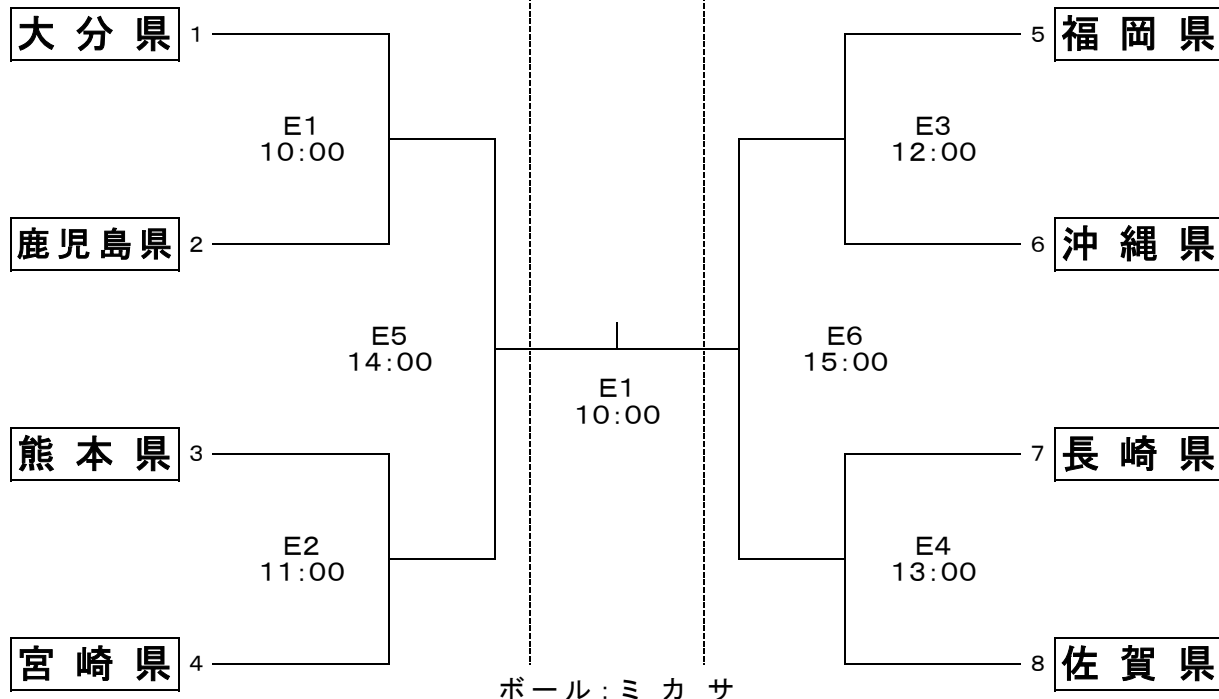 大分県 1
5 福岡県
E1
10:00
E3
12:00
鹿児島県 2
6 沖縄県
E5
14:00
E6
15:00
E1
10:00
熊本県 3
7 長崎県
E2
11:00
E4
13:00
宮崎県 4
8 佐賀県
ボール:ミカサ